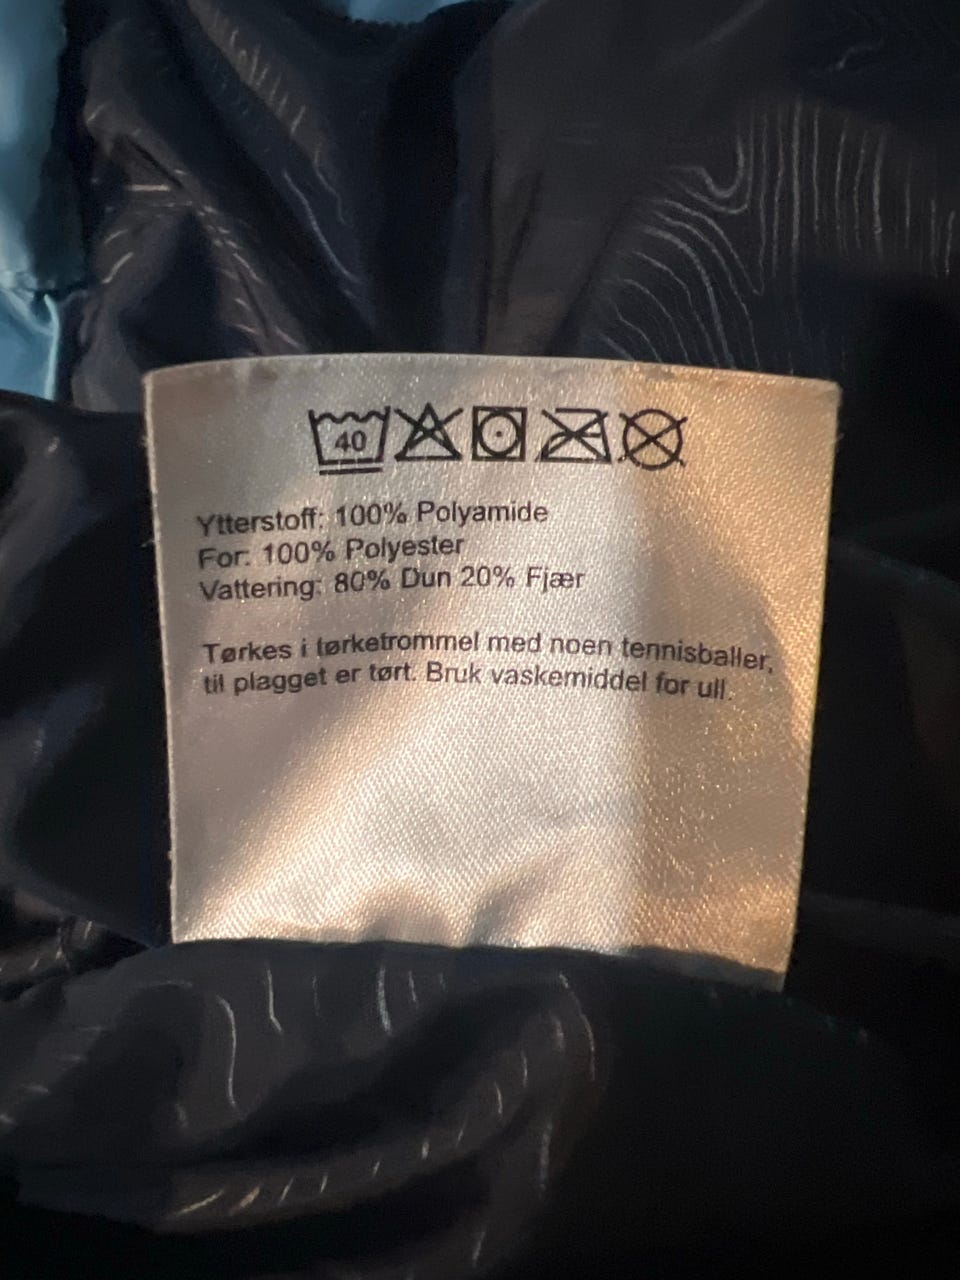 40
Ytterstoff: 100% Polyamide
For: 100% Polyester
Vattering: 80% Dun 20% Fjær
Tørkes i tørketrommel med noen tennisballer,
til plagget er tørt. Bruk vaskemiddel for ull.